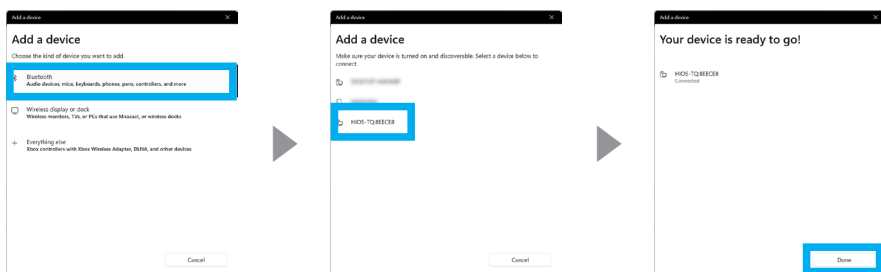 Add a device
Add a device
Choose the kind of device you want to add.
Bluetooth
Audio devices, mice, keyboards, phones, pens, controllers, and more
Wireless display or dock
Wireless monitors, TVs, or PCs that use Miracast, or wireless docks
Everything else
Xbox controllers with Xbox Wireless Adapter, DLNA, and other devices
Cancel
Add a device
Add a device
Make sure your device is turned on and discoverable. Select a device below to
connect.
HIOS-TQ:8EECE8
Cancel
Add a device
Your device is ready to go!
HIOS-TQ:8EECE8
Connected
Done